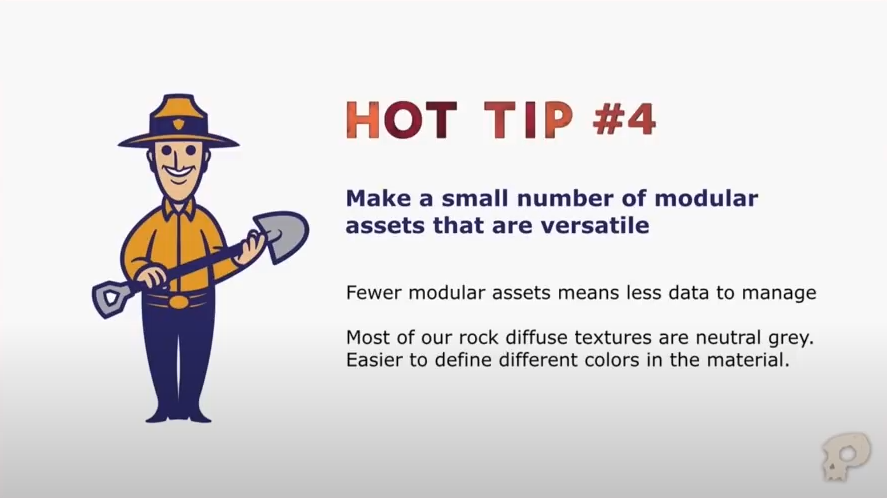 HOT TIP #4
Make a small number of modular
assets that are versatile
Fewer modular assets means less data to manage
Most of our rock diffuse textures are neutral grey.
Easier to define different colors in the material.